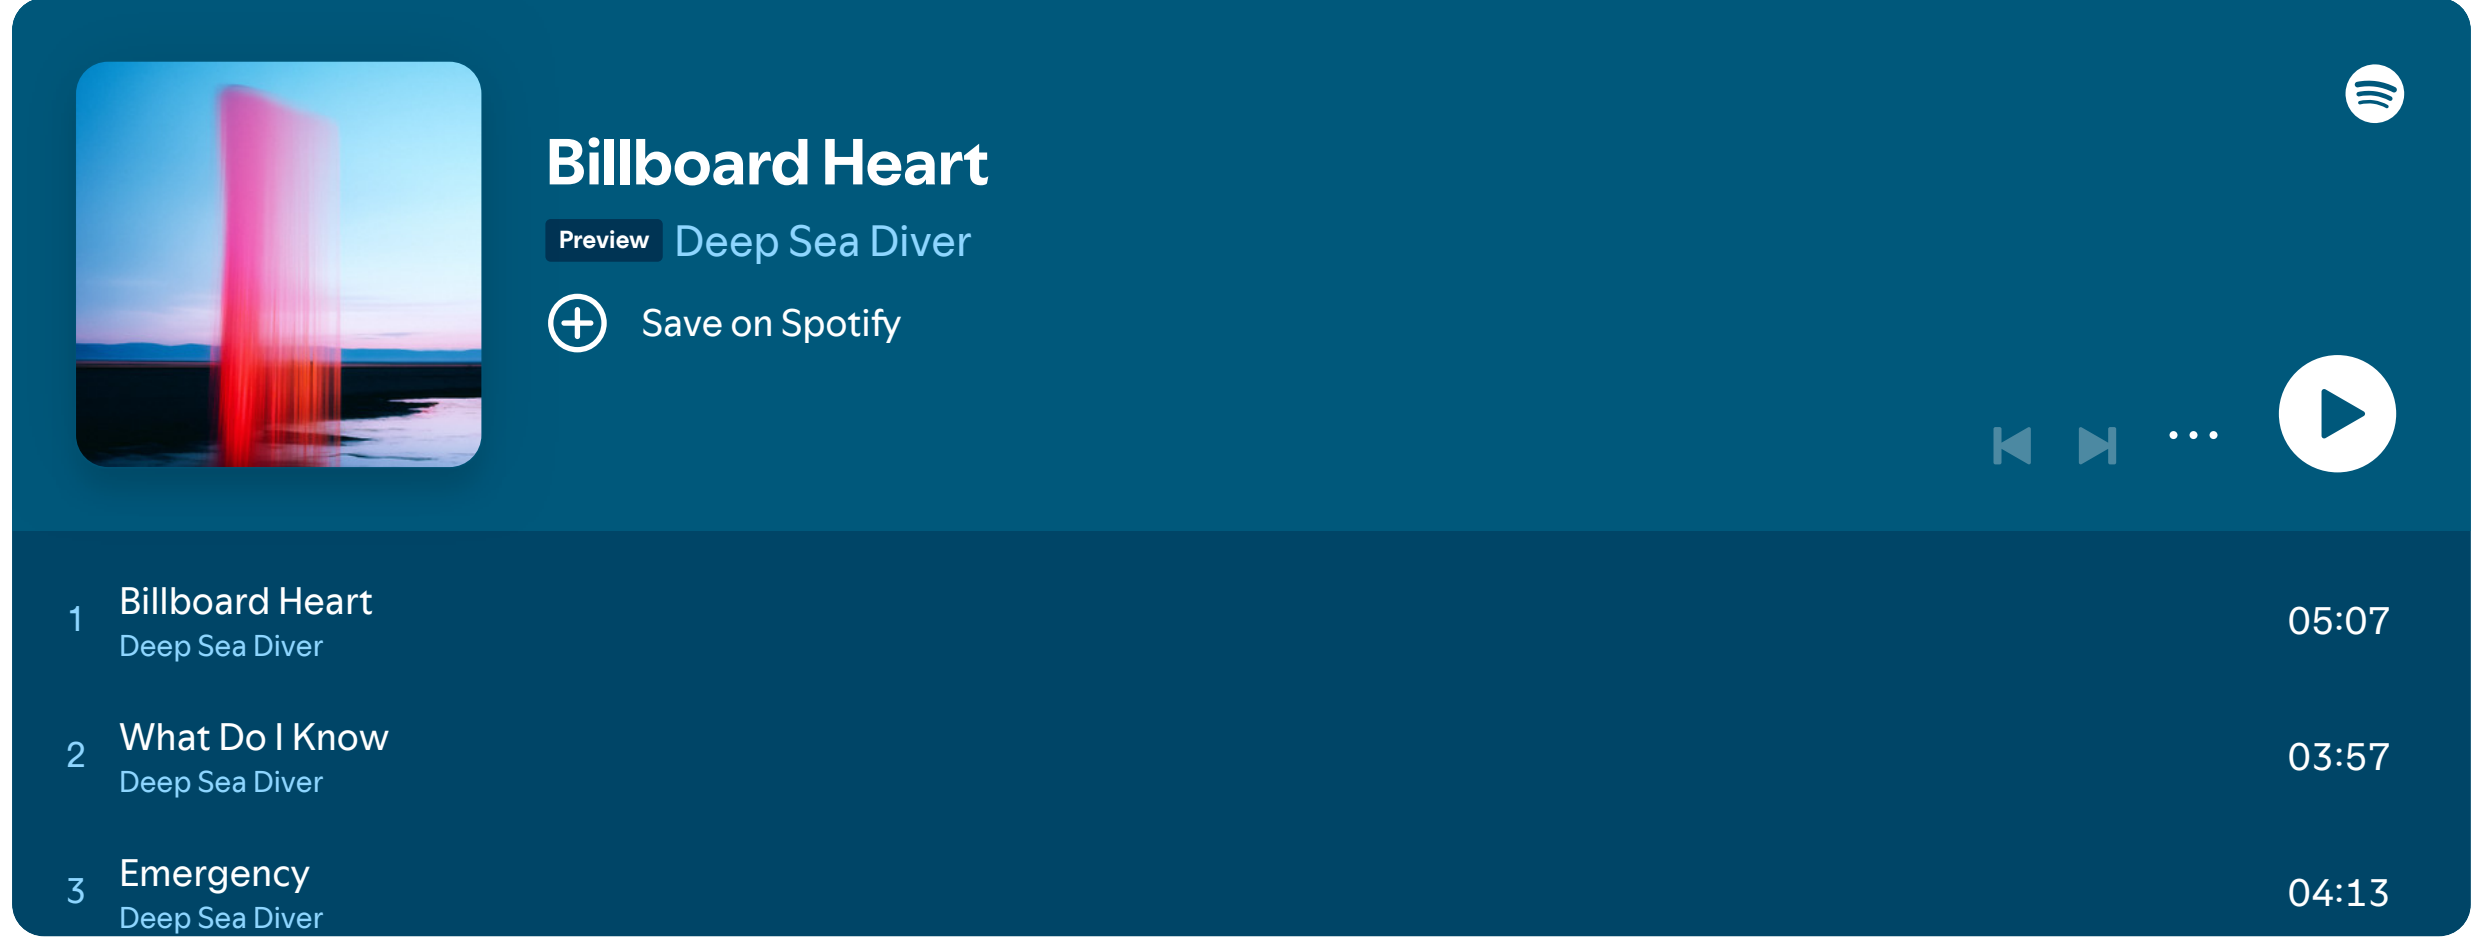 Billboard Heart
Preview Deep Sea Diver
Save on Spotify
1 Billboard Heart 05:07
Deep Sea Diver
2 What Do I Know 03:57
Deep Sea Diver
3 Emergency 04:13
Deep Sea Diver